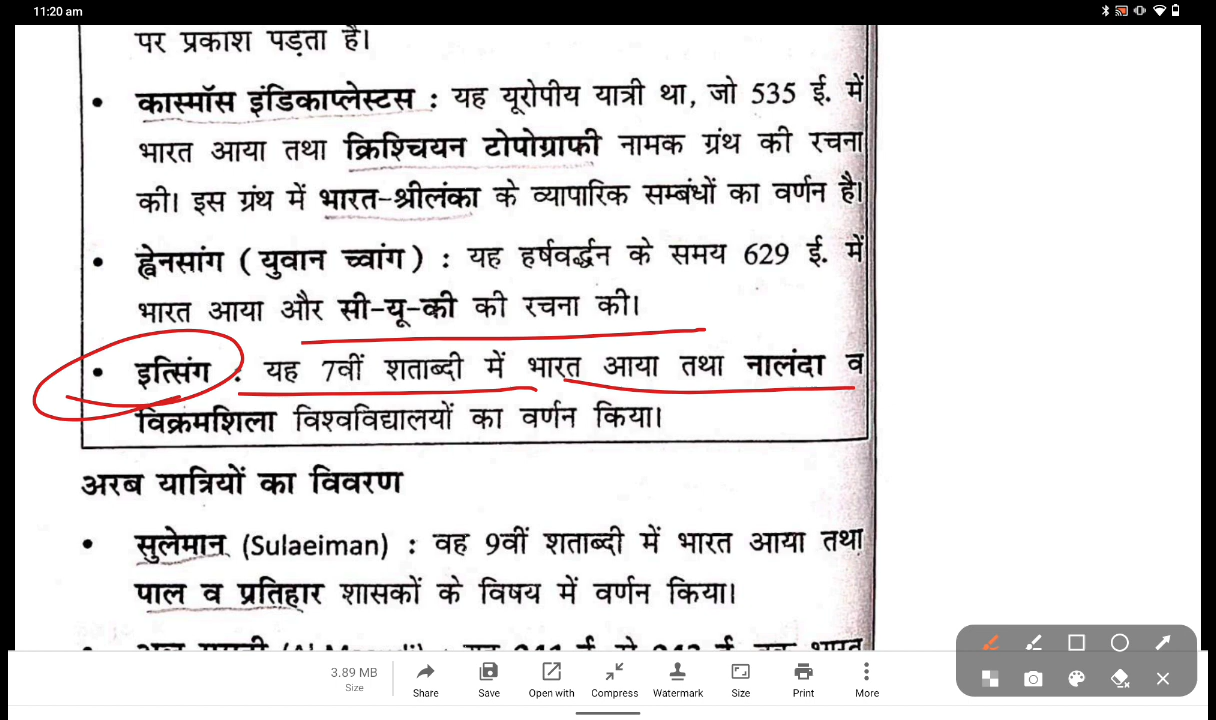 11:20 am
पर प्रकाश पड़ता है।
• कास्मॉस इंडिकाप्लेस्टस : यह यूरोपीय यात्री था, जो 535 ई. में
भारत आया तथा क्रिश्चियन टोपोग्राफी नामक ग्रंथ की रचना
की। इस ग्रंथ में भारत-श्रीलंका के व्यापारिक सम्बंधों का वर्णन है।
• ह्वेनसांग ( युवान च्वांग ) : यह हर्षवर्द्धन के समय 629 ई. में
भारत आया और सी-यू-की की रचना की।
• इत्सिंग : यह 7वीं शताब्दी में भारत आया तथा नालंदा व
विक्रमशिला विश्वविद्यालयों का वर्णन किया।
अरब यात्रियों का विवरण
• सुलेमान (Sulaeiman) : वह 9वीं शताब्दी में भारत आया तथा
पाल व प्रतिहार शासकों के विषय में वर्णन किया।
3.89 MB
Size
Share
Save
Open with
Compress
Watermark
Size
Print
More